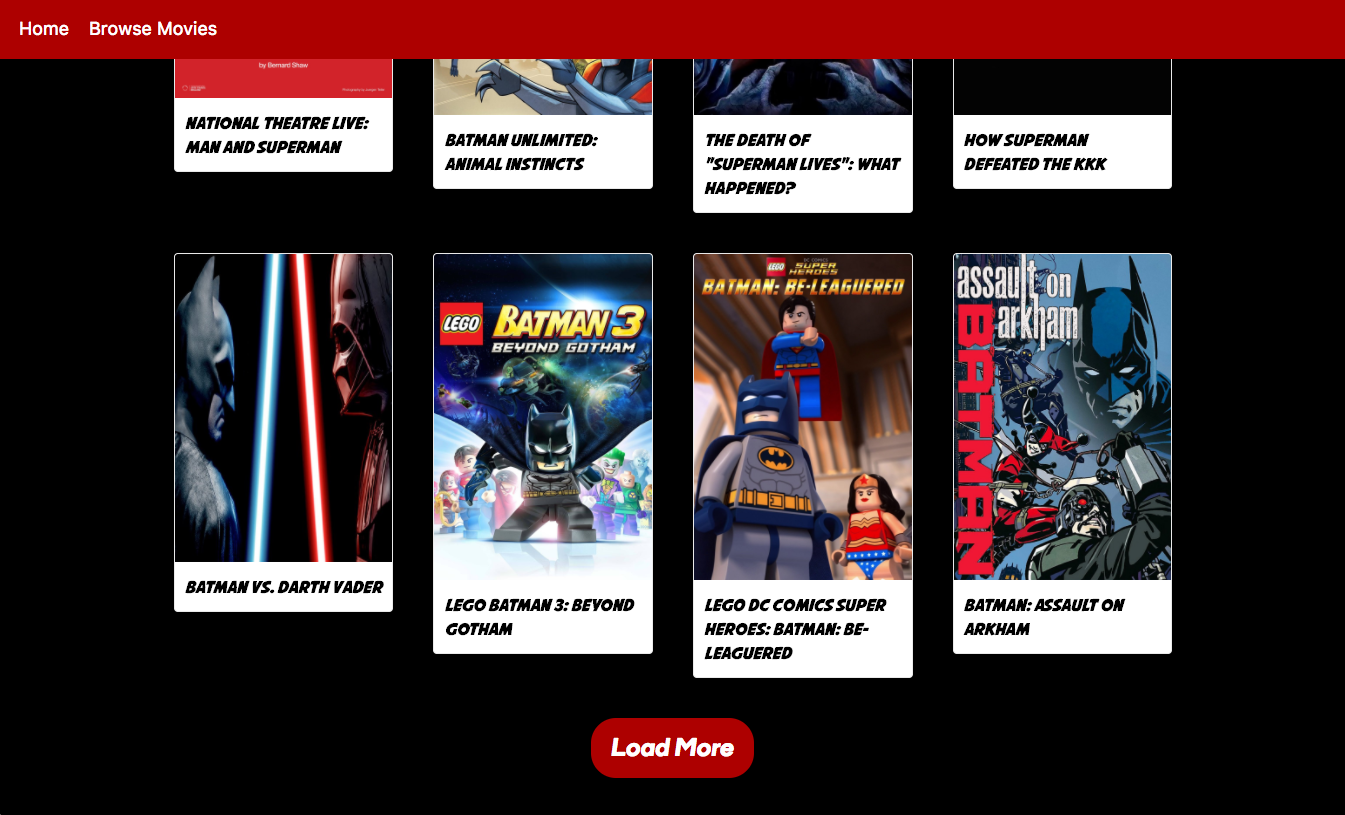 Home Browse Movies
by Bernard Shaw
NATIONAL THEATRE LIVE:
MAN AND SUPERMAN
BATMAN UNLIMITED:
ANIMAL INSTINCTS
THE DEATH OF
"SUPERMAN LIVES": WHAT
HAPPENED?
HOW SUPERMAN
DEFEATED THE KKK
BATMAN VS. DARTH VADER
LEGO
BATMAN 3
BEYOND GOTHAM
LEGO BATMAN 3: BEYOND
GOTHAM
LEGO
DC COMICS
SUPER
HEROES
BATMAN: BE-LEAGUERED
LEGO DC COMICS SUPER
HEROES: BATMAN: BE-
LEAGUERED
assault on
arkham
BATMAN
BATMAN: ASSAULT ON
ARKHAM
Load More